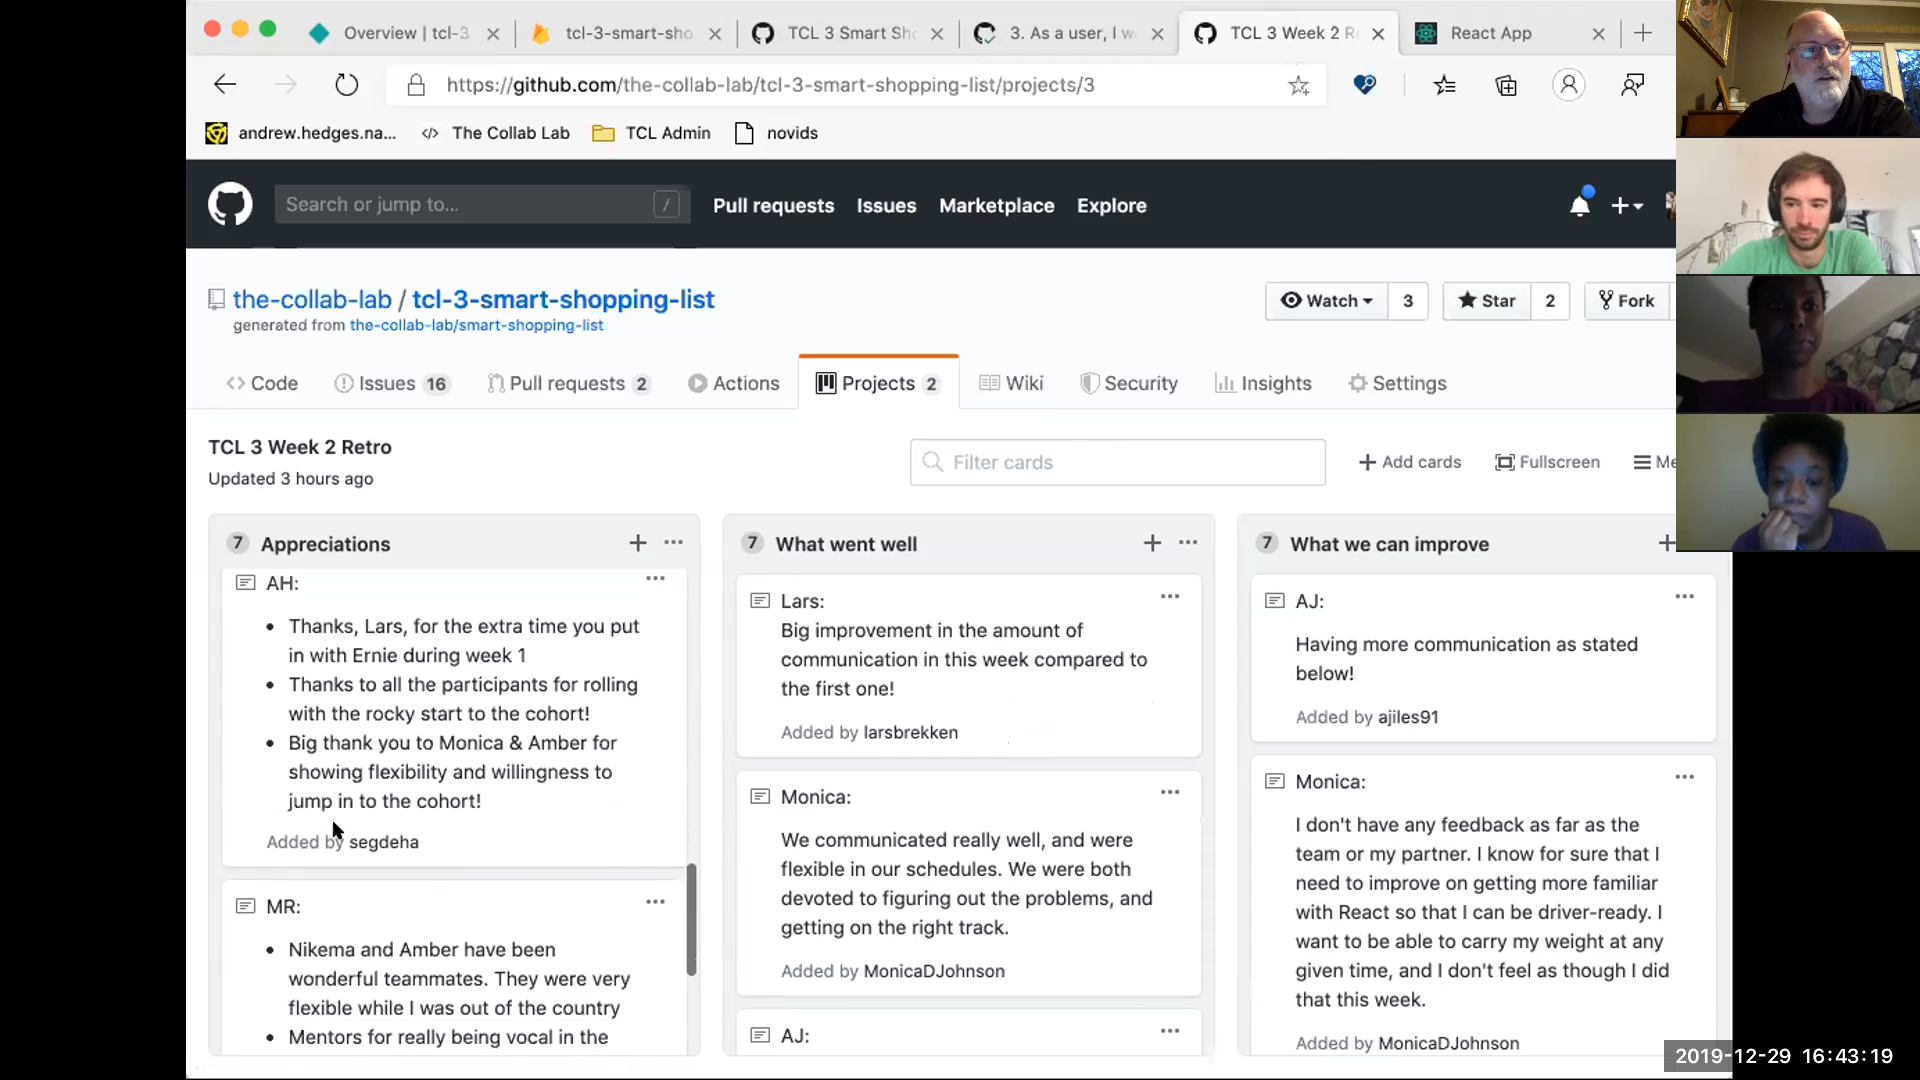 Overview | tcl-3
tcl-3-smart-sho
TCL 3 Smart Sh
3. As a user, I w
TCL 3 Week 2 R
React App
https://github.com/the-collab-lab/tcl-3-smart-shopping-list/projects/3
andrew.hedges.na...
The Collab Lab
TCL Admin
novids
Search or jump to...
/
Pull requests
Issues
Marketplace
Explore
the-collab-lab / tcl-3-smart-shopping-list
generated from the-collab-lab/smart-shopping-list
Watch 3
Star 2
Fork
Code
Issues 16
Pull requests 2
Actions
Projects 2
Wiki
Security
Insights
Settings
TCL 3 Week 2 Retro
Updated 3 hours ago
Filter cards
Add cards
Fullscreen
Me
7 Appreciations
AH:
Thanks, Lars, for the extra time you put
in with Ernie during week 1
Thanks to all the participants for rolling
with the rocky start to the cohort!
Big thank you to Monica & Amber for
showing flexibility and willingness to
jump in to the cohort!
Added by segdeha
MR:
Nikema and Amber have been
wonderful teammates. They were very
flexible while I was out of the country
Mentors for really being vocal in the
7 What went well
Lars:
Big improvement in the amount of
communication in this week compared to
the first one!
Added by larsbrekken
Monica:
We communicated really well, and were
flexible in our schedules. We were both
devoted to figuring out the problems, and
getting on the right track.
Added by MonicaDJohnson
AJ:
7 What we can improve
AJ:
Having more communication as stated
below!
Added by ajiles91
Monica:
I don't have any feedback as far as the
team or my partner. I know for sure that I
need to improve on getting more familiar
with React so that I can be driver-ready. I
want to be able to carry my weight at any
given time, and I don't feel as though I did
that this week.
Added by MonicaDJohnson
2019-12-29 16:43:19